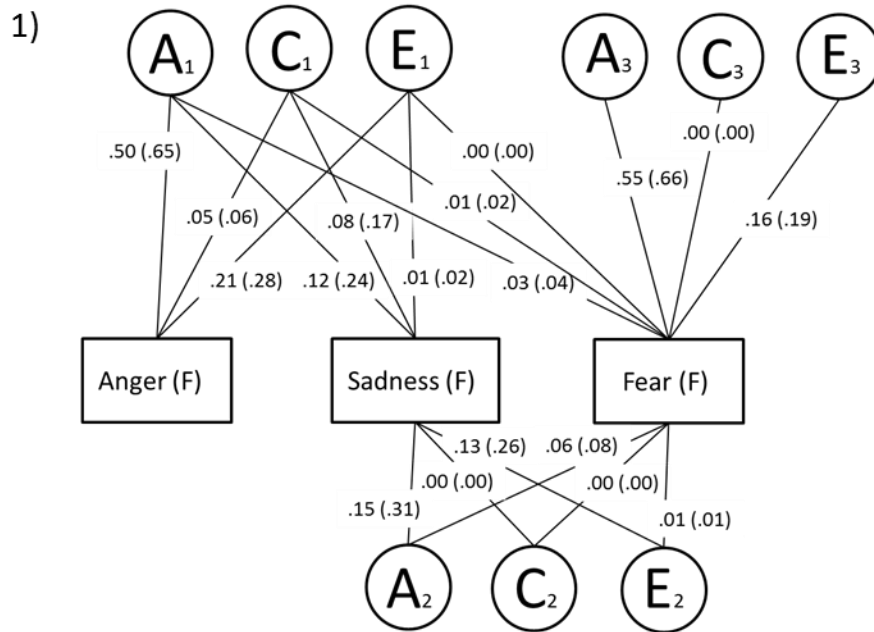 1)
A1 C1 E1 A3 C3 E3
.50 (.65) .00 (.00) .00 (.00)
.55 (.66)
.05 (.06) .08 (.17) .01 (.02) .16 (.19)
.21 (.28) .12 (.24) .01 (.02) .03 (.04)
Anger (F) Sadness (F) Fear (F)
.13 (.26) .06 (.08)
.00 (.00) .00 (.00)
.15 (.31) .01 (.01)
A2 C2 E2